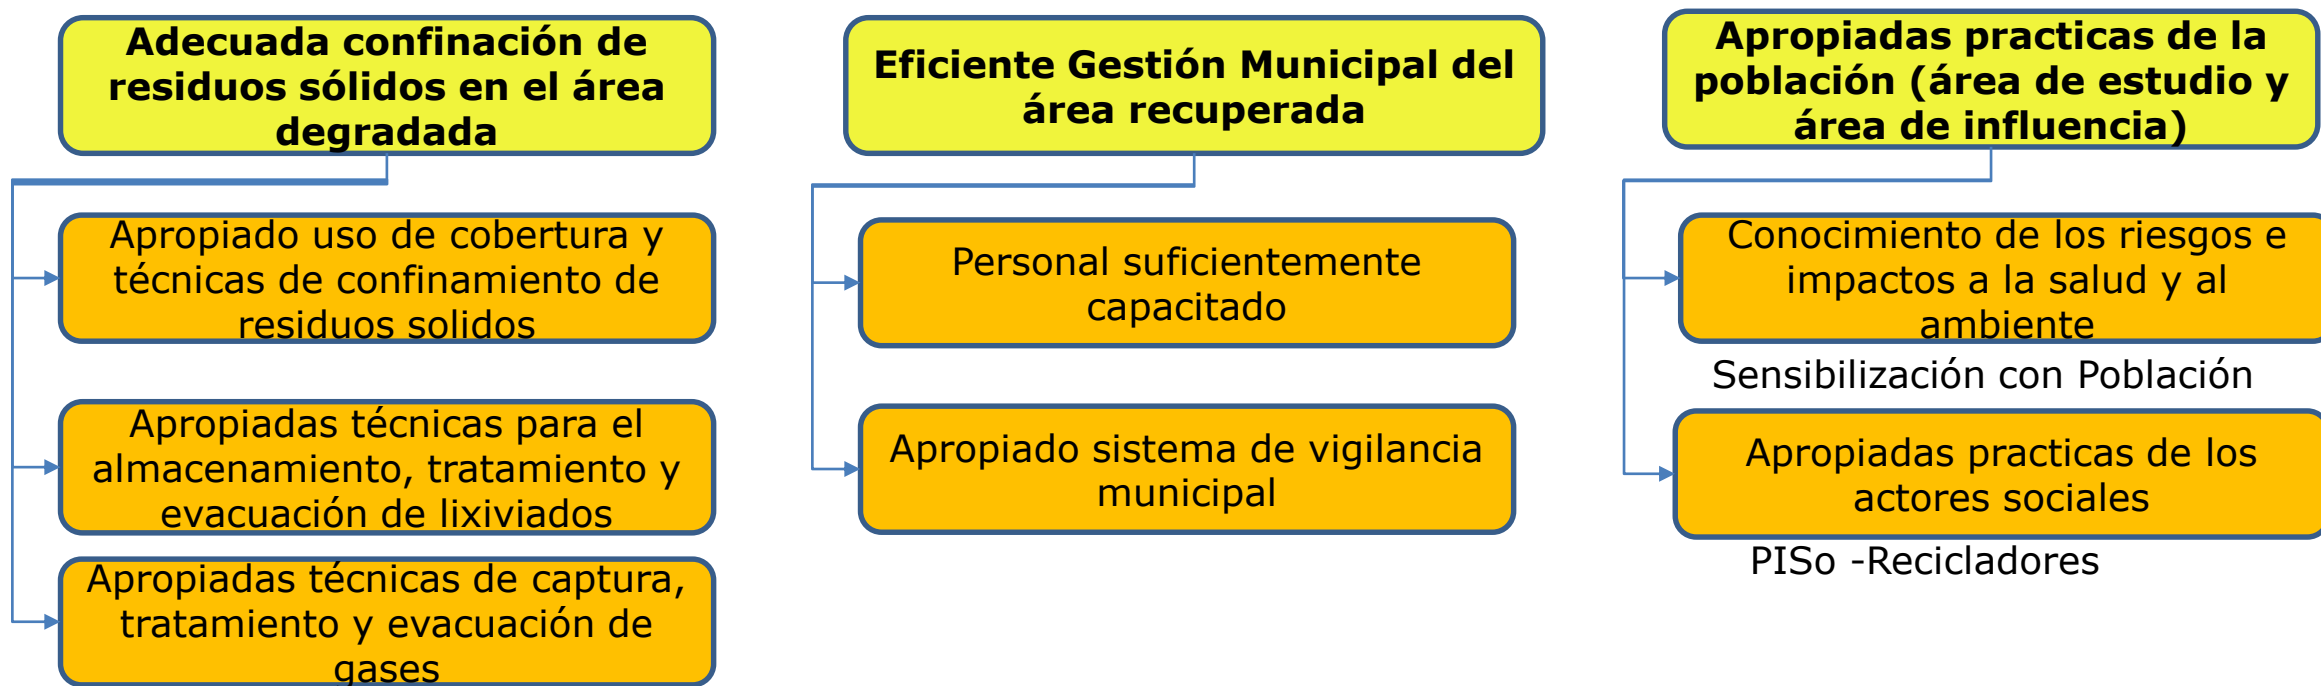 Adecuada confinación de
residuos sólidos en el área
degradada
Apropiado uso de cobertura y
técnicas de confinamiento de
residuos solidos
Apropiadas técnicas para el
almacenamiento, tratamiento y
evacuación de lixiviados
Apropiadas técnicas de captura,
tratamiento y evacuación de
gases
Eficiente Gestión Municipal del
área recuperada
Personal suficientemente
capacitado
Apropiado sistema de vigilancia
municipal
Apropiadas practicas de la
población (área de estudio y
área de influencia)
Conocimiento de los riesgos e
impactos a la salud y al
ambiente
Sensibilización con Población
Apropiadas practicas de los
actores sociales
PISo -Recicladores